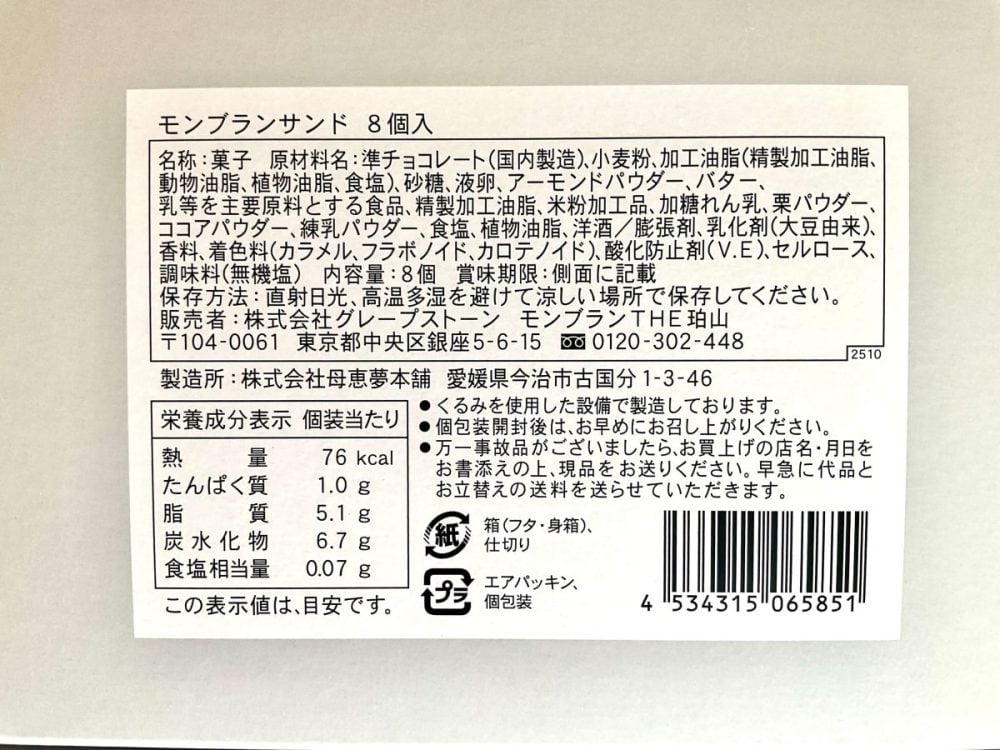 モンブランサンド 8個入
名称：菓子 原材料名：準チョコレート（国内製造）、小麦粉、加工油脂（精製加工油脂、
動物油脂、植物油脂、食塩）、砂糖、液卵、アーモンドパウダー、バター、
乳等を主要原料とする食品、精製加工油脂、米粉加工品、加糖れん乳、栗パウダー、
ココアパウダー、練乳パウダー、食塩、植物油脂、洋酒／膨張剤、乳化剤（大豆由来）、
香料、着色料（カラメル、フラボノイド、カロテノイド）、酸化防止剤（V.E）、セルロース、
調味料（無機塩） 内容量：8個 賞味期限：側面に記載
保存方法：直射日光、高温多湿を避けて涼しい場所で保存してください。
販売者：株式会社グレープストーン モンブランTHE珀山
〒104-0061 東京都中央区銀座5-6-15 0120-302-448
2510
製造所：株式会社母恵夢本舗 愛媛県今治市古国分1-3-46
栄養成分表示 個装当たり
熱量 76 kcal
たんぱく質 1.0 g
脂質 5.1 g
炭水化物 6.7 g
食塩相当量 0.07 g
この表示値は、目安です。
●くるみを使用した設備で製造しております。
●個包装開封後は、お早めにお召し上がりください。
●万一事故品がございましたら、お買上げの店名・月日を
お書添えの上、現品をお送りください。早急に代品と
お立替えの送料を送らせていただきます。
紙 箱（フタ・身箱）、
仕切り
プラ エアパッキン、
個包装
4 534315 065851